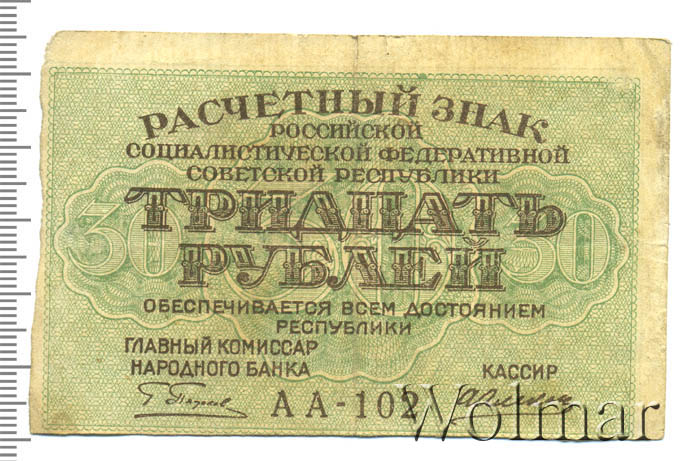 РАСЧЕТНЫЙ ЗНАК
РОССИЙСКОЙ
СОЦИАЛИСТИЧЕСКОЙ ФЕДЕРАТИВНОЙ
СОВЕТСКОЙ РЕСПУБЛИКИ
30 ТРИДЦАТЬ 30
РУБЛЕЙ
ОБЕСПЕЧИВАЕТСЯ ВСЕМ ДОСТОЯНИЕМ
РЕСПУБЛИКИ
ГЛАВНЫЙ КОМИССАР
НАРОДНОГО БАНКА
КАССИР
АА-102
Wolmar